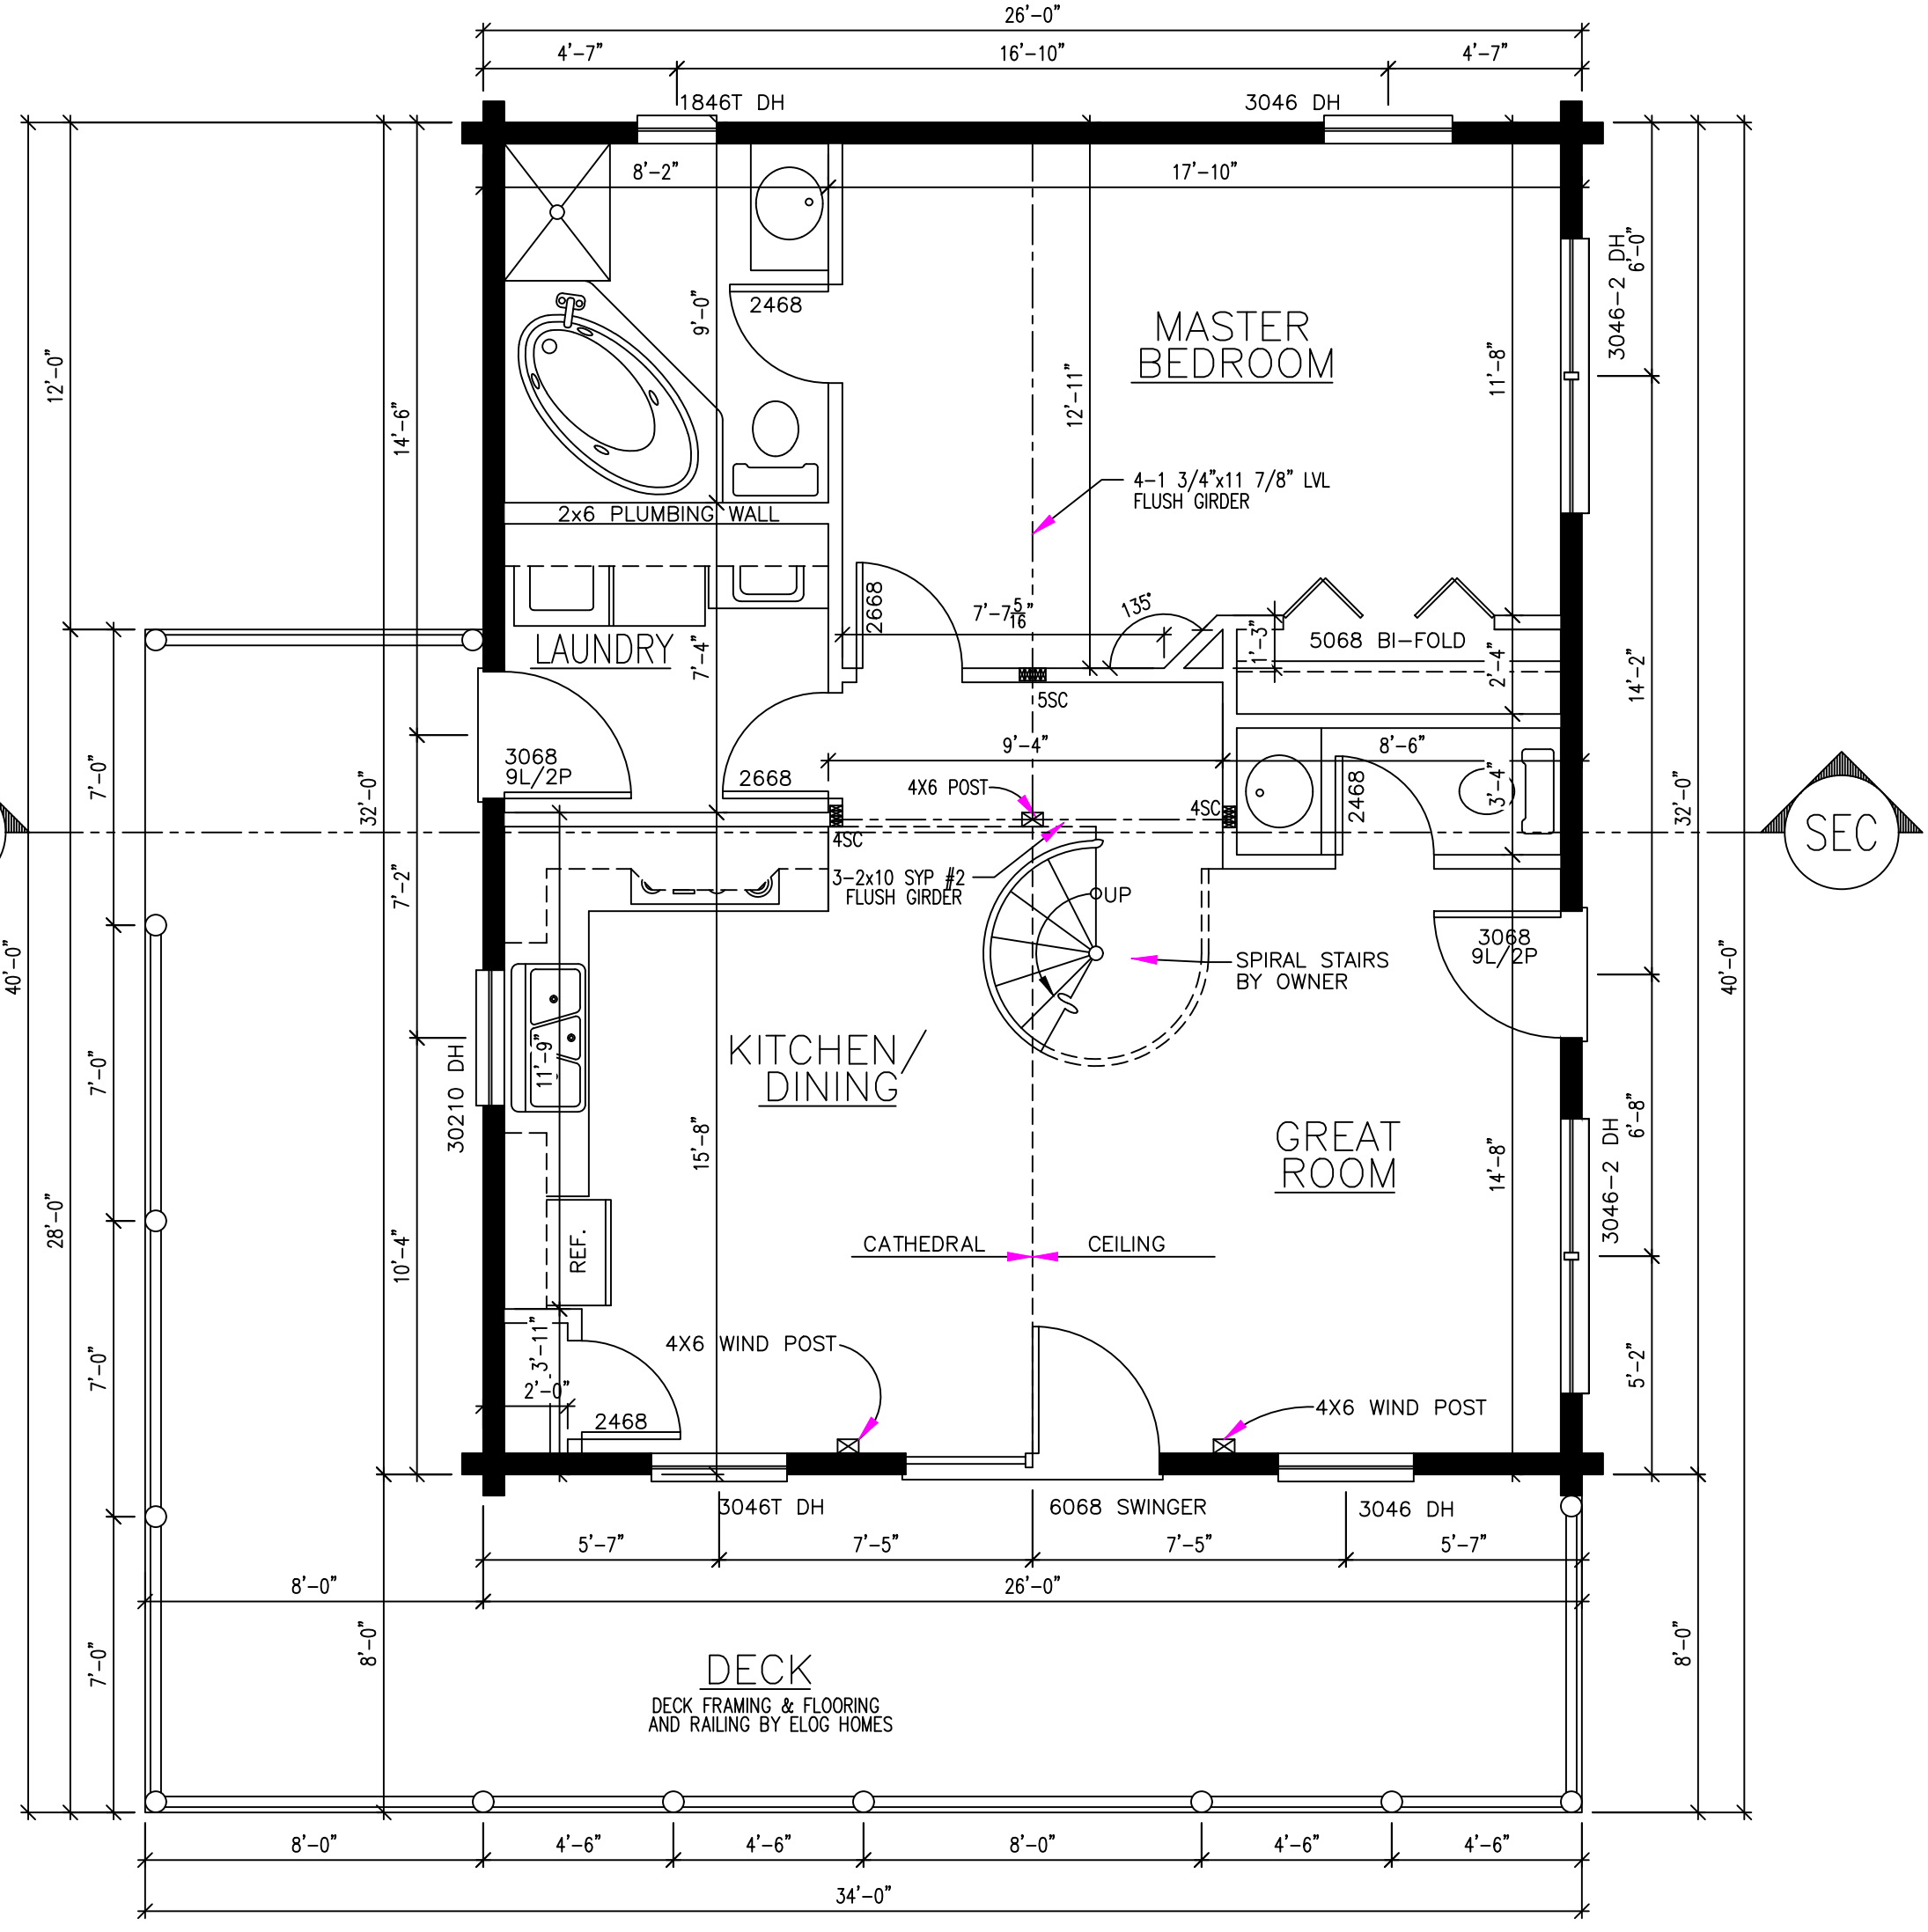 26'-0"
4'-7"
16'-10"
4'-7"
1846T DH
3046 DH
8'-2"
17'-10"
12'-0"
14'-6"
9'-0"
2468
MASTER
BEDROOM
12'-11"
11'-8"
3046-2 DH
6'-0"
4-1 3/4"x11 7/8" LVL
FLUSH GIRDER
2x6 PLUMBING WALL
LAUNDRY
7'-4"
2668
7'-7 5/16"
135°
1'-3"
5068 BI-FOLD
2'-4"
14'-2"
5SC
3068
9L/2P
2668
9'-4"
8'-6"
4X6 POST
4SC
4SC
2468
3'-4"
7'-0"
32'-0"
32'-0"
SEC
3-2x10 SYP #2
FLUSH GIRDER
UP
7'-2"
40'-0"
40'-0"
3068
9L/2P
SPIRAL STAIRS
BY OWNER
30210 DH
11'-9"
KITCHEN/
DINING
7'-0"
15'-8"
GREAT
ROOM
14'-8"
3046-2 DH
6'-8"
28'-0"
10'-4"
REF.
CATHEDRAL
CEILING
7'-0"
3'-11"
2'-0"
2468
4X6 WIND POST
4X6 WIND POST
5'-2"
3046T DH
6068 SWINGER
3046 DH
5'-7"
7'-5"
7'-5"
5'-7"
8'-0"
26'-0"
7'-0"
8'-0"
8'-0"
DECK
DECK FRAMING & FLOORING
AND RAILING BY ELOG HOMES
8'-0"
4'-6"
4'-6"
8'-0"
4'-6"
4'-6"
34'-0"